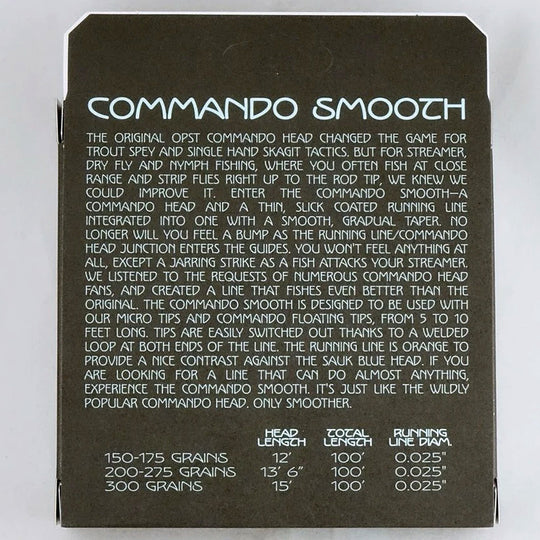 COMMANDO SMOOTH
THE ORIGINAL OPST COMMANDO HEAD CHANGED THE GAME FOR
TROUT SPEY AND SINGLE HAND SKAGIT TACTICS. BUT FOR STREAMER,
DRY FLY AND NYMPH FISHING, WHERE YOU OFTEN FISH AT CLOSE
RANGE AND STRIP FLIES RIGHT UP TO THE ROD TIP, WE KNEW WE
COULD IMPROVE IT. ENTER THE COMMANDO SMOOTH—A
COMMANDO HEAD AND A THIN, SLICK COATED RUNNING LINE
INTEGRATED INTO ONE WITH A SMOOTH, GRADUAL TAPER. NO
LONGER WILL YOU FEEL A BUMP AS THE RUNNING LINE/COMMANDO
HEAD JUNCTION ENTERS THE GUIDES. YOU WON'T FEEL ANYTHING AT
ALL, EXCEPT A JARRING STRIKE AS A FISH ATTACKS YOUR STREAMER.
WE LISTENED TO THE REQUESTS OF NUMEROUS COMMANDO HEAD
FANS, AND CREATED A LINE THAT FISHES EVEN BETTER THAN THE
ORIGINAL. THE COMMANDO SMOOTH IS DESIGNED TO BE USED WITH
OUR MICRO TIPS AND COMMANDO FLOATING TIPS, FROM 5 TO 10
FEET LONG. TIPS ARE EASILY SWITCHED OUT THANKS TO A WELDED
LOOP AT BOTH ENDS OF THE LINE. THE RUNNING LINE IS ORANGE TO
PROVIDE A NICE CONTRAST AGAINST THE SAUK BLUE HEAD. IF YOU
ARE LOOKING FOR A LINE THAT CAN DO ALMOST ANYTHING,
EXPERIENCE THE COMMANDO SMOOTH. IT'S JUST LIKE THE WILDLY
POPULAR COMMANDO HEAD. ONLY SMOOTHER.
HEAD TOTAL RUNNING
LENGTH LENGTH LINE DIAM.
150-175 GRAINS 12' 100' 0.025"
200-275 GRAINS 13' 6" 100' 0.025"
300 GRAINS 15' 100' 0.025"